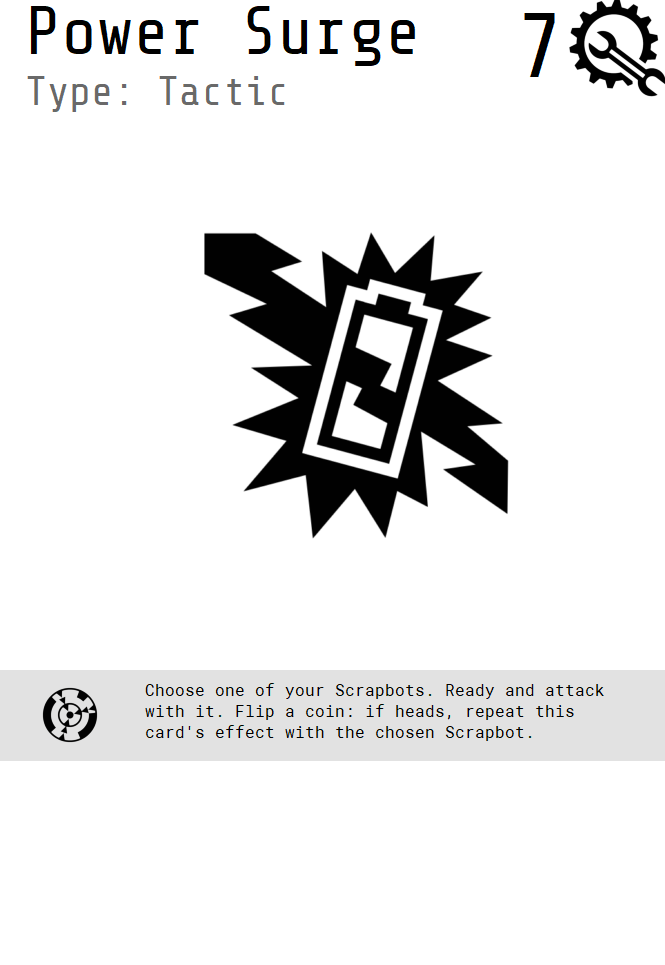 Power Surge
7
Type: Tactic
Choose one of your Scrapbots. Ready and attack
with it. Flip a coin: if heads, repeat this
card's effect with the chosen Scrapbot.